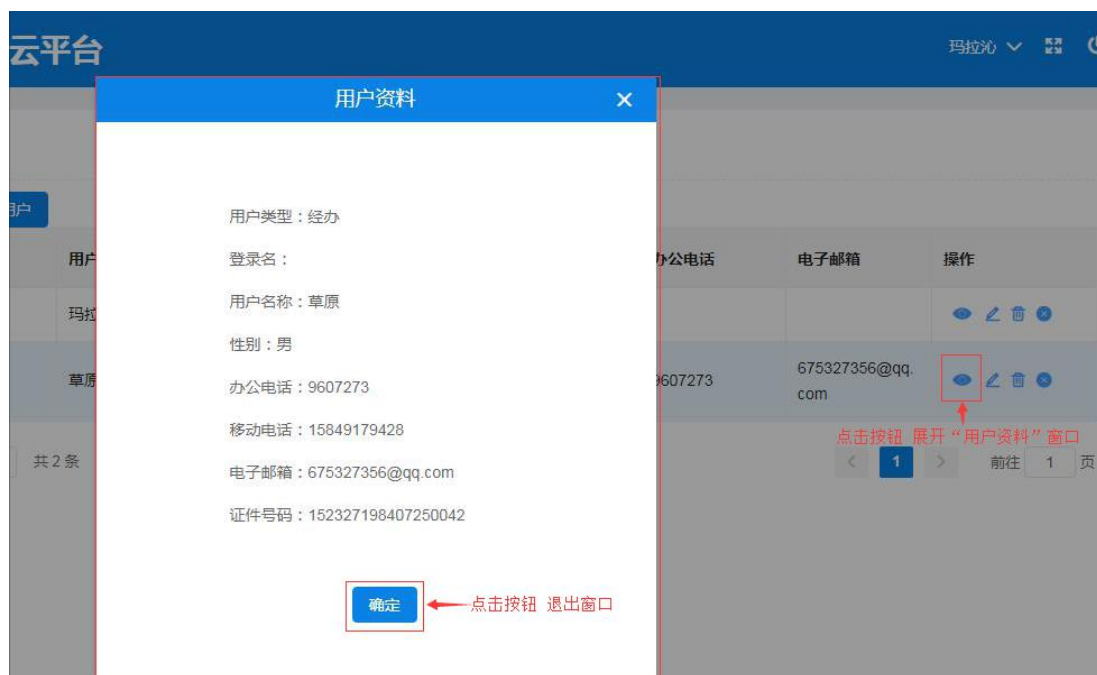 云平台
玛拉沁
用户资料
用户类型：经办
登录名：
用户名称：草原
性别：男
办公电话：9607273
移动电话：15849179428
电子邮箱：675327356@qq.com
证件号码：152327198407250042
确定
点击按钮 退出窗口
用户
用户 办公电话 电子邮箱 操作
玛拉
草原 9607273 675327356@qq.
com
点击按钮 展开“用户资料”窗口
共 2 条 1 前往 1 页